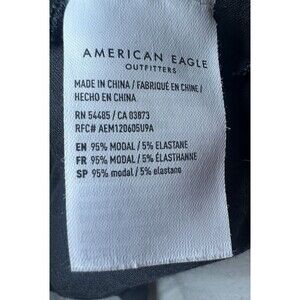 AMERICAN EAGLE
OUTFITTERS
MADE IN CHINA / FABRIQUÉ EN CHINE /
HECHO EN CHINA
RN 54485 / CA 03873
RFC# AEM120605U9A
EN 95% MODAL / 5% ELASTANE
FR 95% MODAL / 5% ÉLASTHANNE
SP 95% modal / 5% elastano